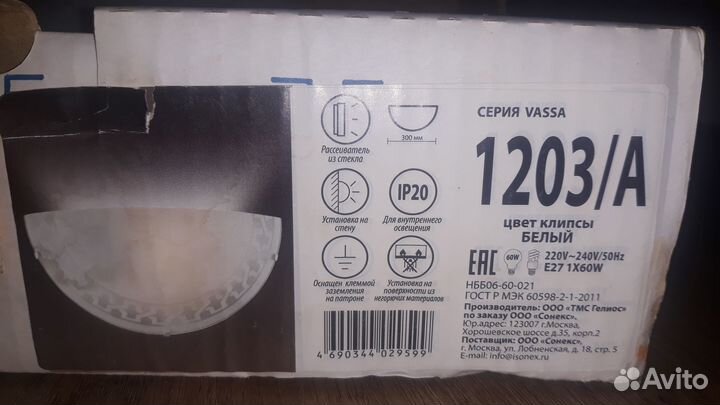 СЕРИЯ VASSA
1203/А
цвет клипсы
БЕЛЫЙ
300 мм
Рассеиватель
из стекла
IP20
Установка на
стену
Для внутреннего
освещения
Оснащен клеммой
заземления
на патроне
Установка на
поверхности из
негорючих материалов
ЕАС
60W
220V~240V/50Hz
E27 1X60W
НББ06-60-021
ГОСТ Р МЭК 60598-2-1-2011
Производитель: ООО «ТМС Гелиос»
по заказу ООО «Сонекс».
Юр.адрес: 123007 г.Москва,
Хорошевское шоссе д.35, корп.2
Поставщик: ООО «Сонекс».
г. Москва, ул. Лобненская, д. 18, стр. 5
E-mail: info@isonex.ru
4 690344 029599
Avito